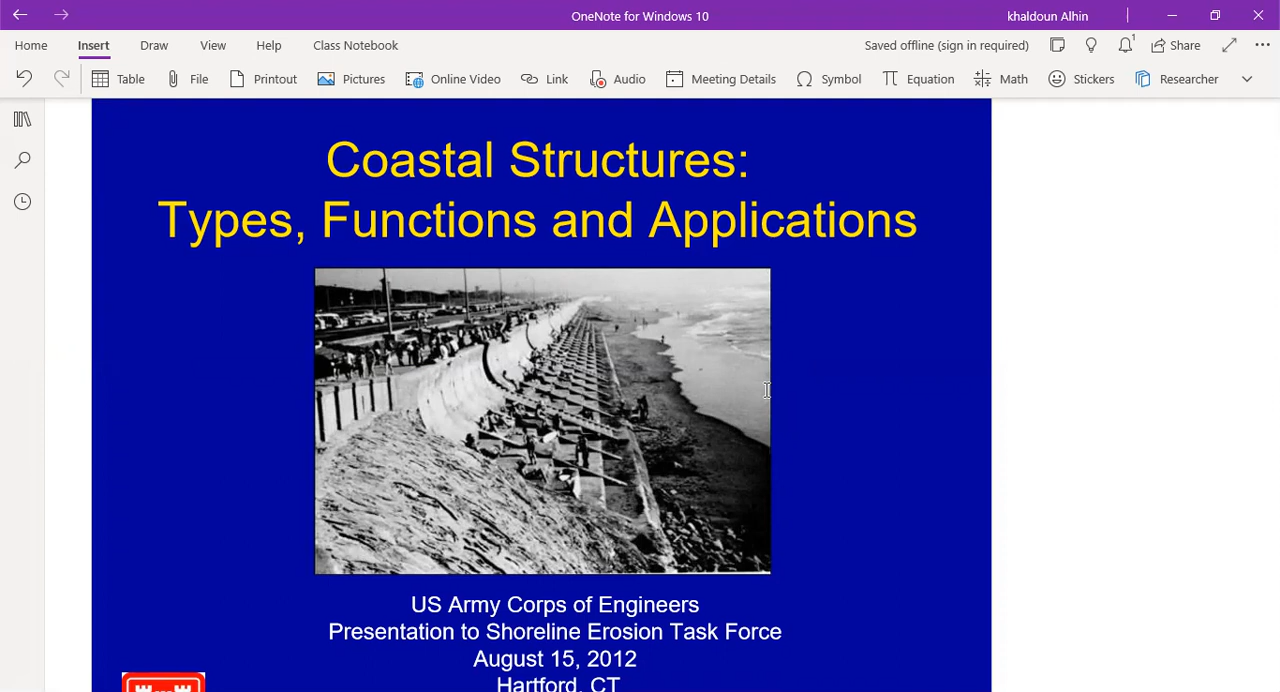 OneNote for Windows 10
khaldoun Alhin
Home
Insert
Draw
View
Help
Class Notebook
Saved offline (sign in required)
1
Share
Table
File
Printout
Pictures
Online Video
Link
Audio
Meeting Details
Symbol
Equation
Math
Stickers
Researcher
Coastal Structures:
Types, Functions and Applications
US Army Corps of Engineers
Presentation to Shoreline Erosion Task Force
August 15, 2012
Hartford, CT